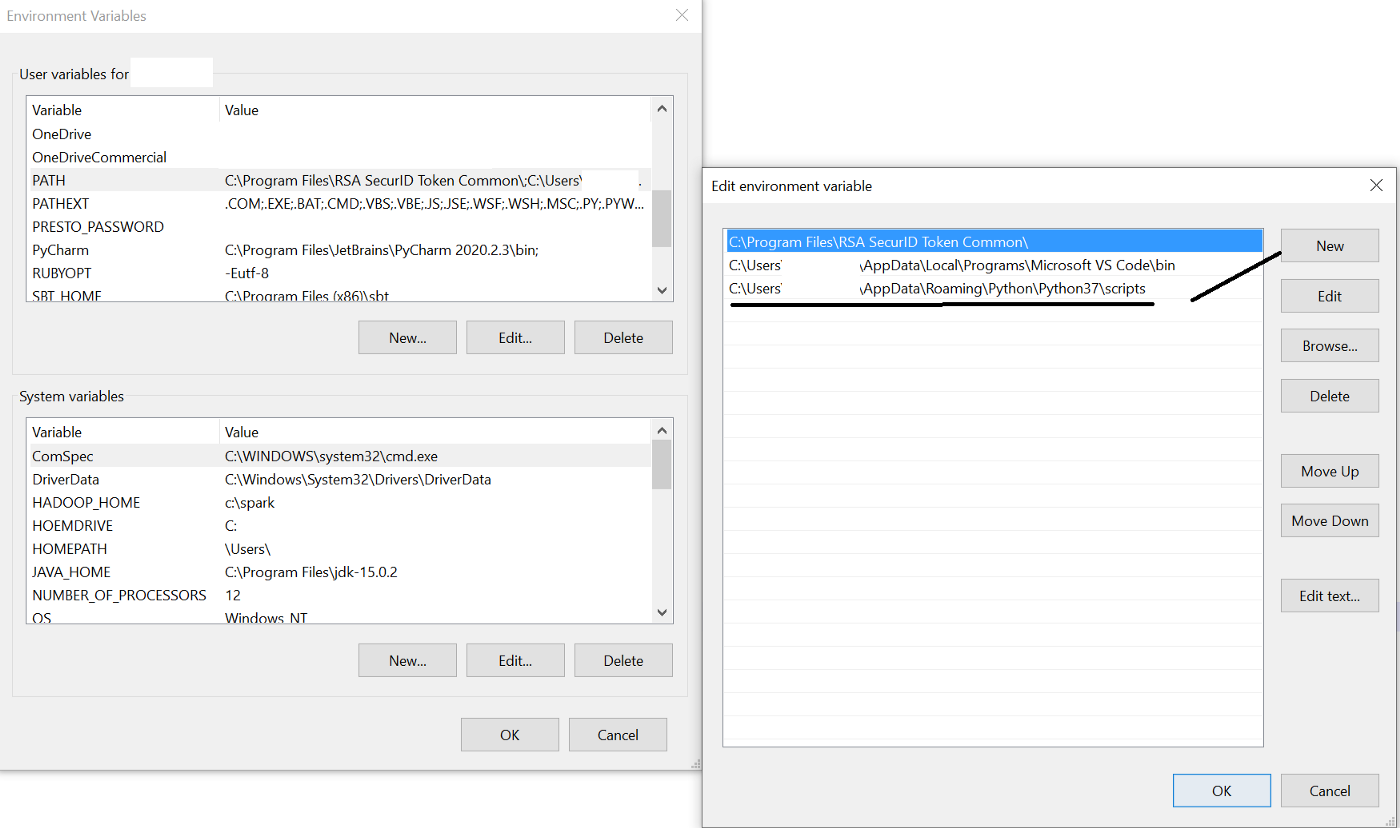 Environment Variables
User variables for
Variable Value
OneDrive
OneDriveCommercial
PATH C:\Program Files\RSA SecurID Token Common\;C:\Users\ .
PATHEXT .COM;.EXE;.BAT;.CMD;.VBS;.VBE;.JS;.JSE;.WSF;.WSH;.MSC;.PY;.PYW...
PRESTO_PASSWORD
PyCharm C:\Program Files\JetBrains\PyCharm 2020.2.3\bin;
RUBYOPT -Eutf-8
SBT_HOME C:\Program Files (x86)\sbt
New... Edit... Delete
System variables
Variable Value
ComSpec C:\WINDOWS\system32\cmd.exe
DriverData C:\Windows\System32\Drivers\DriverData
HADOOP_HOME c:\spark
HOEMDRIVE C:
HOMEPATH \Users\
JAVA_HOME C:\Program Files\jdk-15.0.2
NUMBER_OF_PROCESSORS 12
OS Windows_NT
New... Edit... Delete
OK Cancel
Edit environment variable
C:\Program Files\RSA SecurID Token Common\
C:\Users' \AppData\Local\Programs\Microsoft VS Code\bin
C:\Users' \AppData\Roaming\Python\Python37\scripts
New
Edit
Browse...
Delete
Move Up
Move Down
Edit text...
OK Cancel